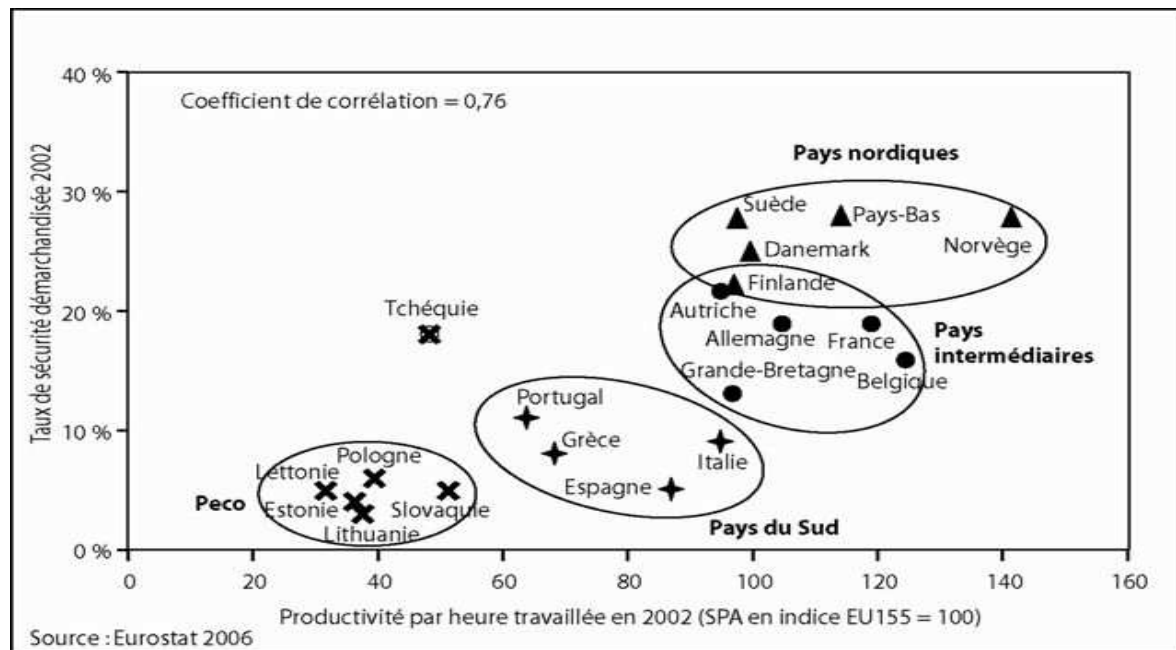 40 %
Coefficient de corrélation = 0,76
Pays nordiques
30 %
Suède
Pays-Bas
Danemark
Norvège
Finlande
Tchéquie
Autriche
20 %
Allemagne
France
Pays
intermédiaires
Grande-Bretagne
Belgique
Portugal
10 %
Grèce
Italie
Pologne
Lettonie
Espagne
Peco
Estonie
Slovaquie
Pays du Sud
Lithuanie
0 %
0 20 40 60 80 100 120 140 160
Taux de sécurité démarchandisée 2002
Productivité par heure travaillée en 2002 (SPA en indice EU155 = 100)
Source : Eurostat 2006